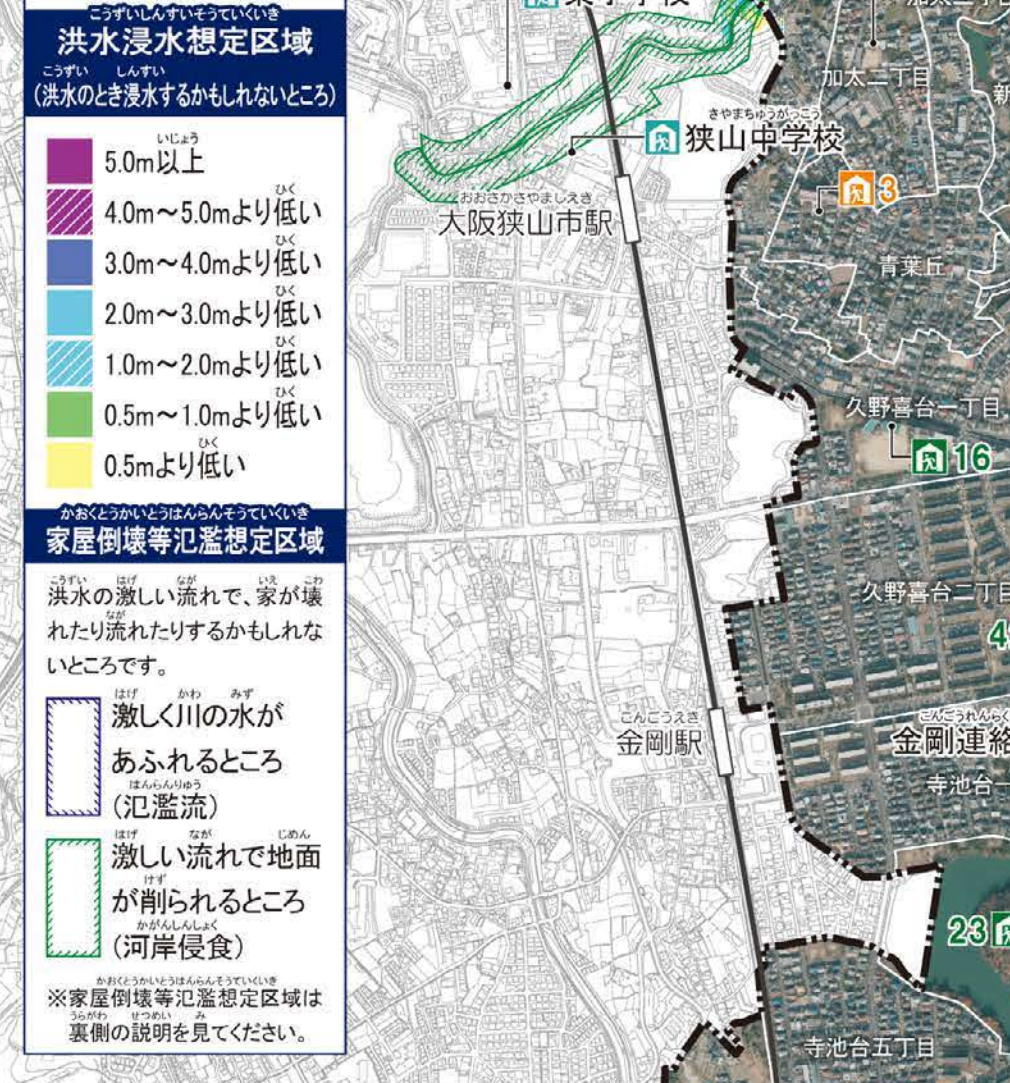 こうずいしんすいそうていくいき
洪水浸水想定区域
こうずい しんすい
(洪水のとき浸水するかもしれないところ)
いじょう
5.0m以上
ひく
4.0m～5.0mより低い
ひく
3.0m～4.0mより低い
ひく
2.0m～3.0mより低い
ひく
1.0m～2.0mより低い
ひく
0.5m～1.0mより低い
ひく
0.5mより低い
かおくとうかいとうはんらんそうていくいき
家屋倒壊等氾濫想定区域
こうずい はげ なが いえ こわ
洪水の激しい流れで、家が壊
なが
れたり流れたりするかもしれな
いところです。
はげ かわ みず
激しく川の水が
あふれるところ
はんらんりゅう
(氾濫流)
はげ なが じめん
激しい流れで地面
けず
が削られるところ
かがんしんしょく
(河岸侵食)
かおくとうかいとうはんらんそうていくいき
※家屋倒壊等氾濫想定区域は
うらがわ せつめい み
裏側の説明を見てください。
加太二丁目
さやまちゅうがっこう
狭山中学校
3
おおさかさやましえき
大阪狭山市駅
青葉丘
久野喜台一丁目
16
久野喜台二丁目
こんごうえき
金剛駅
こんごうれんらく
金剛連絡
寺池台一
23
寺池台五丁目